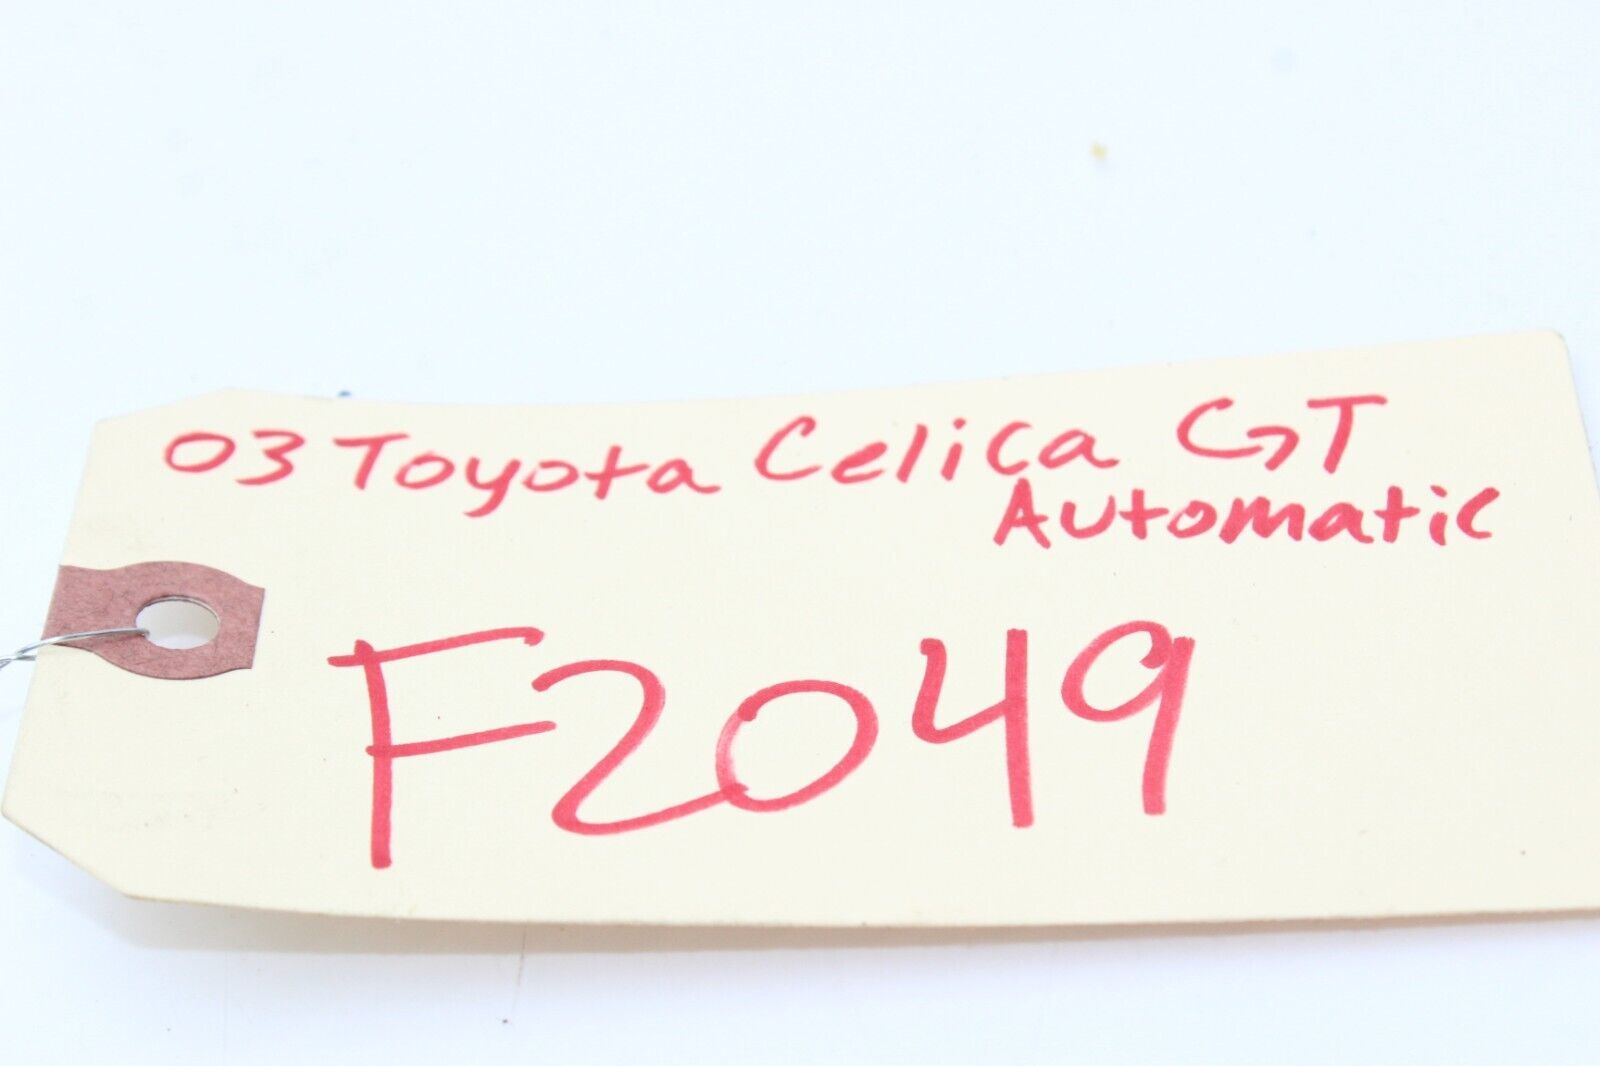 03 Toyota Celica GT
Automatic
F2049